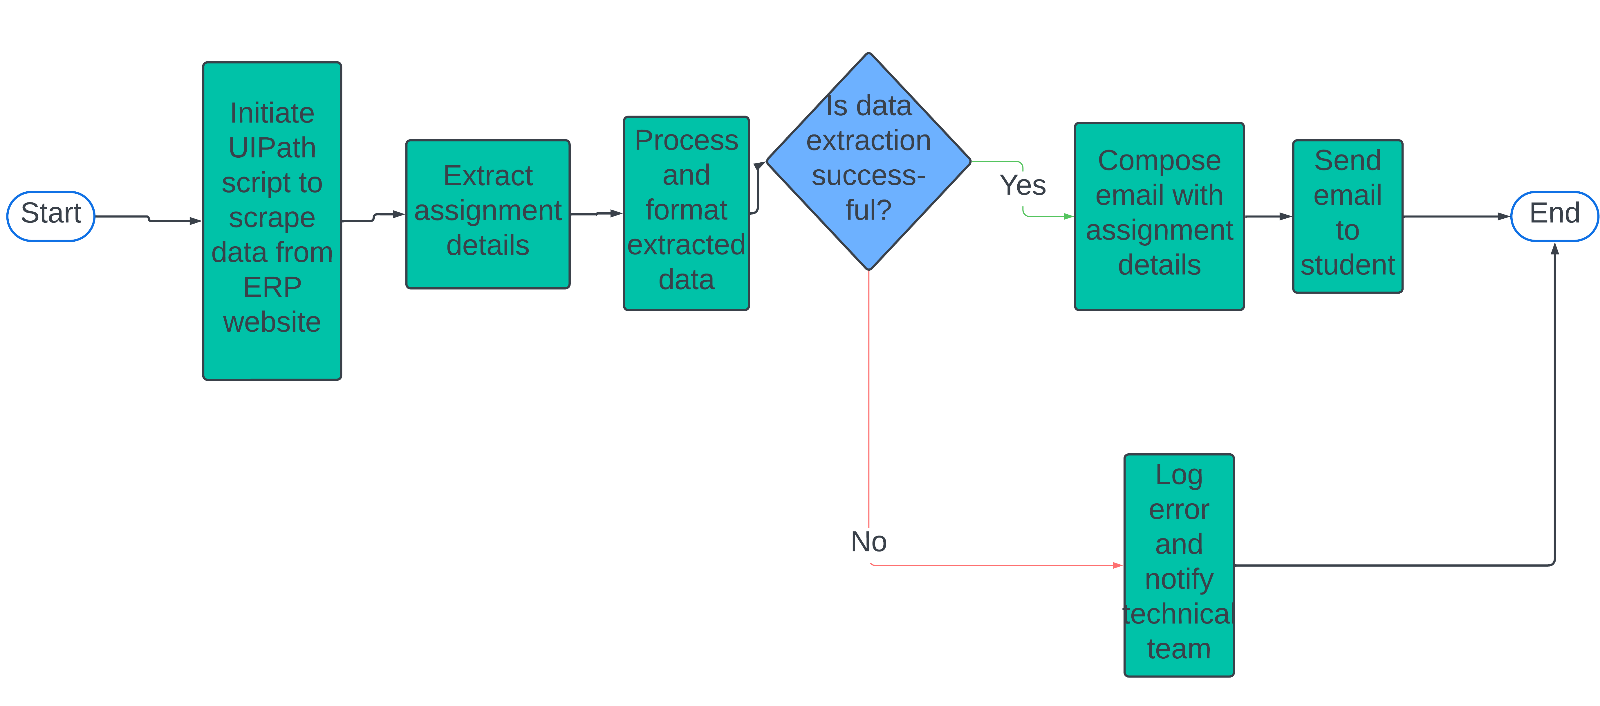 Start
Initiate
UIPath
script to
scrape
data from
ERP
website
Extract
assignment
details
Process
and
format
extracted
data
Is data
extraction
success-
ful?
Yes
Compose
email with
assignment
details
Send
email
to
student
End
No
Log
error
and
notify
technical
team